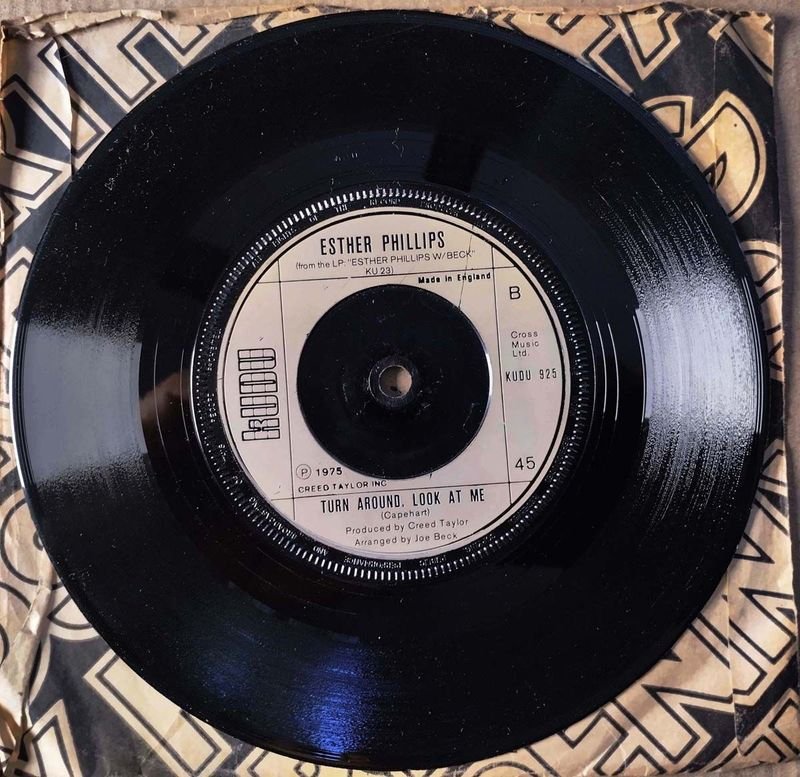 ESTHER PHILLIPS
(from the LP: "ESTHER PHILLIPS W/BECK"
KU 23)
Made in England
B
Cross
Music
Ltd.
KUDU 925
KUDU
45
Ⓟ 1975
CREED TAYLOR INC
TURN AROUND, LOOK AT ME
(Capehart)
Produced by Creed Taylor
Arranged by Joe Beck